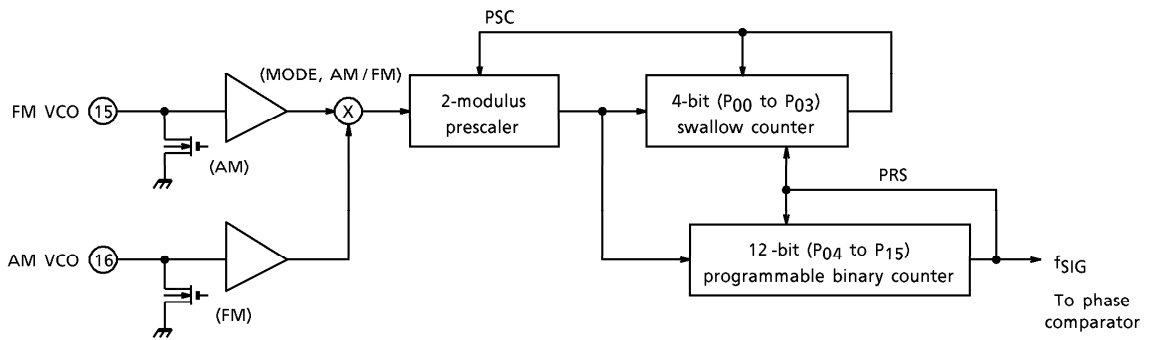 PSC
(MODE, AM / FM)
FM VCO 15
X
2-modulus
prescaler
4-bit (P00 to P03)
swallow counter
(AM)
PRS
AM VCO 16
12-bit (P04 to P15)
programmable binary counter
fSIG
(FM)
To phase
comparator